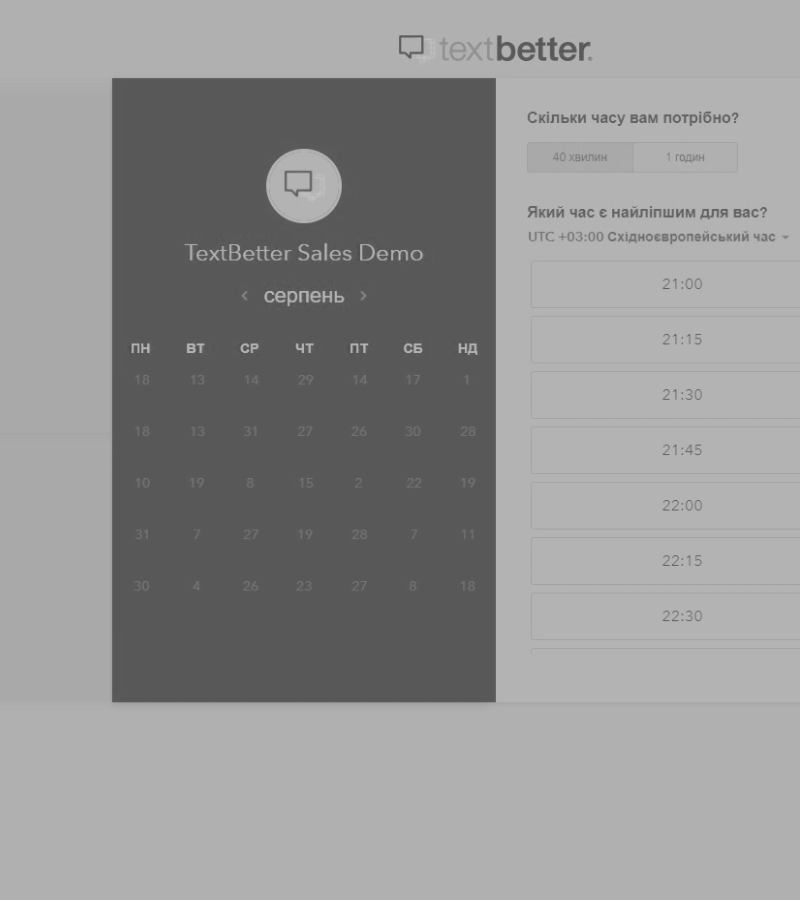 textbetter.
TextBetter Sales Demo
серпень
ПН ВТ СР ЧТ ПТ СБ НД
18 13 14 29 14 17 1
18 13 31 27 26 30 28
10 19 8 15 2 22 19
31 7 27 19 28 7 11
30 4 26 23 27 8 18
Скільки часу вам потрібно?
40 хвилин 1 годин
Який час є найліпшим для вас?
UTC +03:00 Східноєвропейський час
21:00
21:15
21:30
21:45
22:00
22:15
22:30